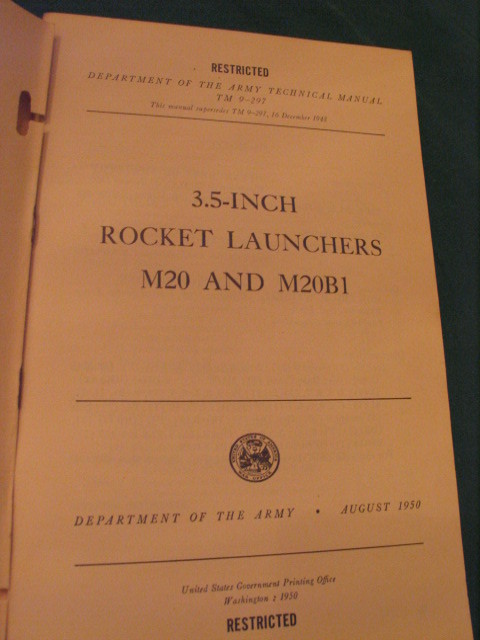 RESTRICTED
DEPARTMENT OF THE ARMY TECHNICAL MANUAL
TM 9-297
This manual supersedes TM 9-297, 16 December 1948
3.5-INCH
ROCKET LAUNCHERS
M20 AND M20B1
DEPARTMENT OF THE ARMY • AUGUST 1950
United States Government Printing Office
Washington : 1950
RESTRICTED